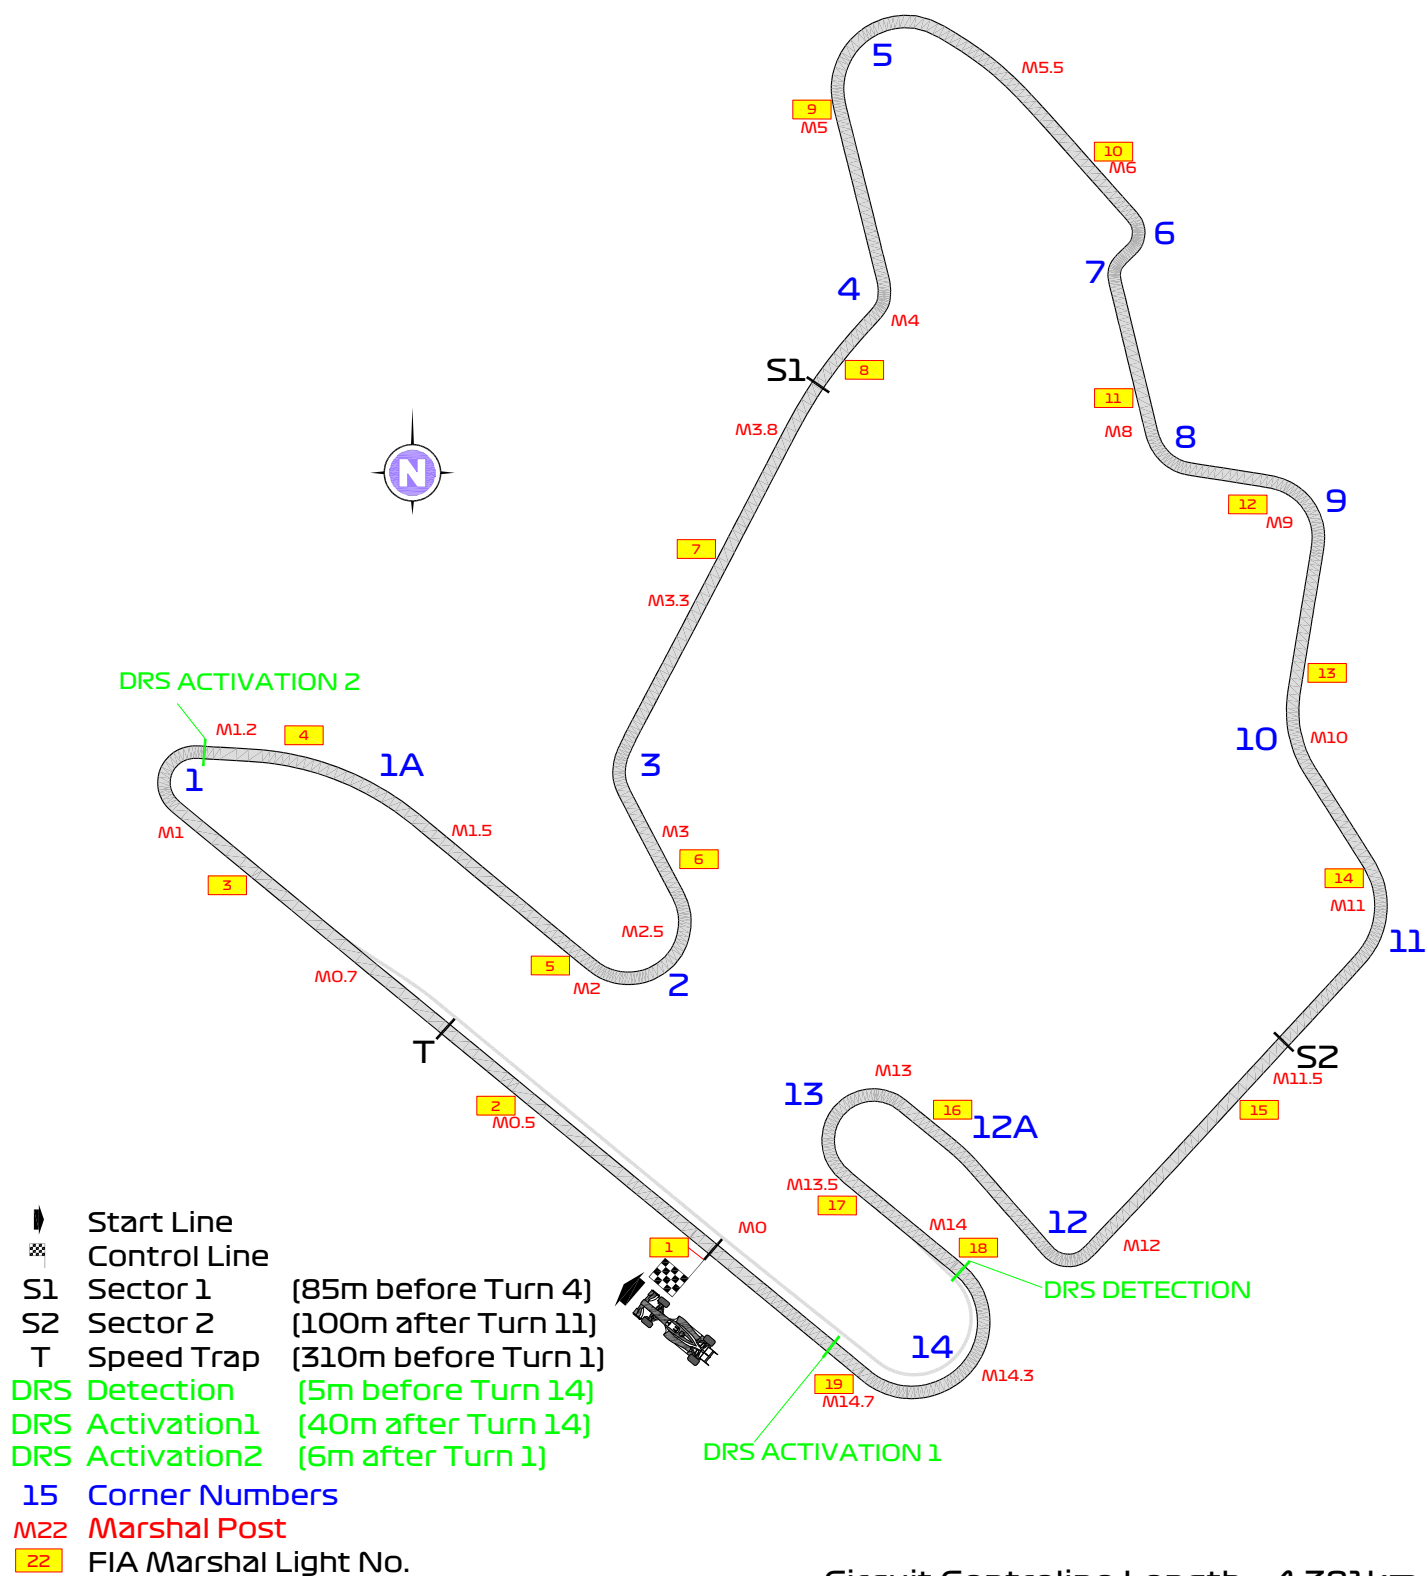 5
M5.5
9
M5
10
M6
6
7
4
M4
S1
8
11
M8
M3.8
8
N
9
12
M9
7
M3.3
DRS ACTIVATION 2
13
M1.2
4
10
M10
1A
3
1
M1
M1.5
M3
6
3
14
M11
M2.5
11
5
M2
2
M0.7
T
S2
M11.5
13
M13
16
15
2
M0.5
12A
M13.5
17
12
M12
M0
M14
1
18
DRS DETECTION
14
M14.3
19
M14.7
DRS ACTIVATION 1
Start Line
Control Line
S1 Sector 1 (85m before Turn 4)
S2 Sector 2 (100m after Turn 11)
T Speed Trap (310m before Turn 1)
DRS Detection (5m before Turn 14)
DRS Activation1 (40m after Turn 14)
DRS Activation2 (6m after Turn 1)
15 Corner Numbers
M22 Marshal Post
22 FIA Marshal Light No.